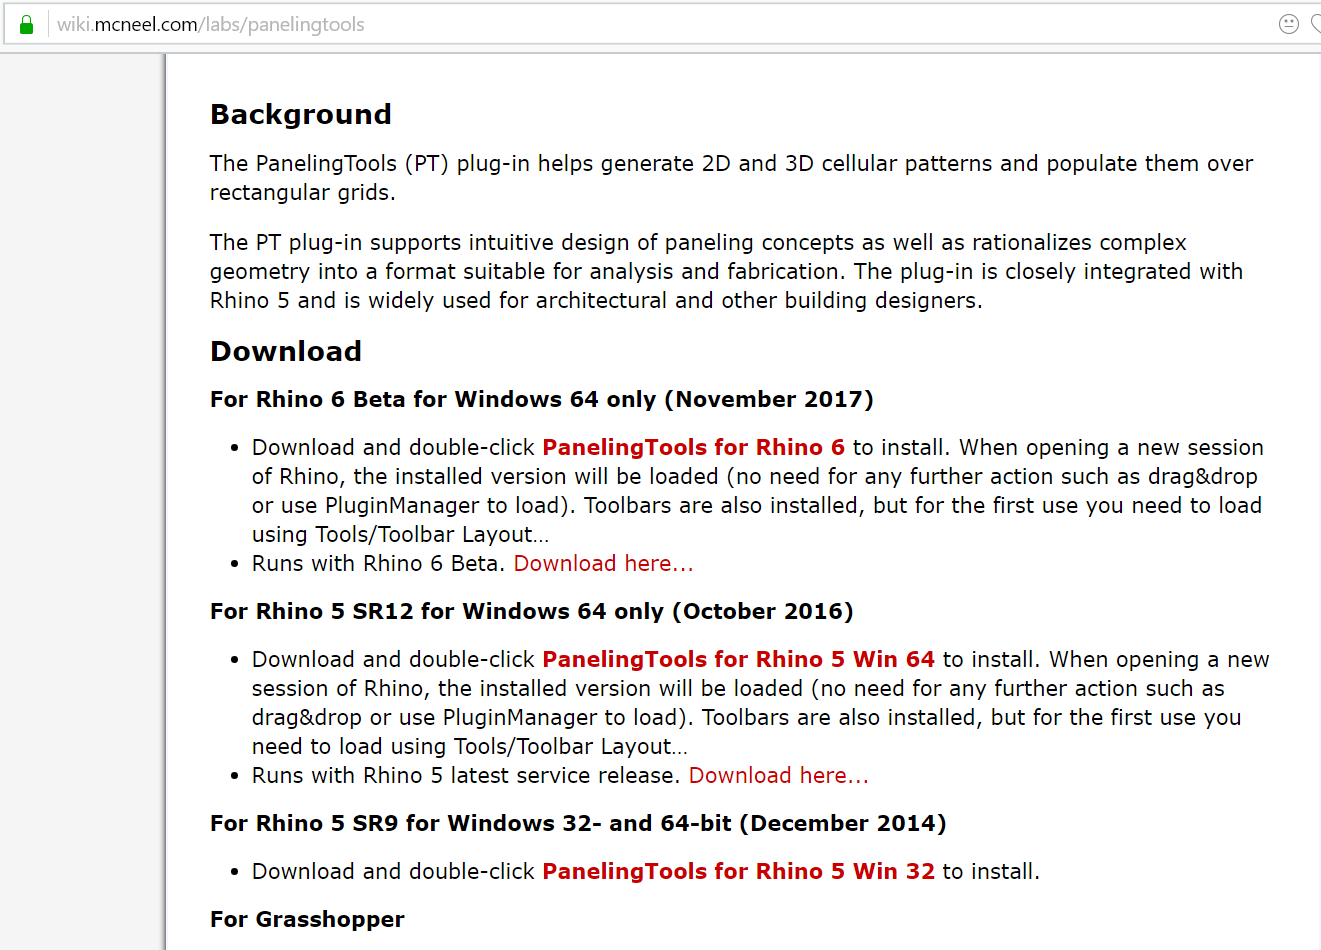 wiki.mcneel.com/labs/panelingtools
Background
The PanelingTools (PT) plug-in helps generate 2D and 3D cellular patterns and populate them over
rectangular grids.
The PT plug-in supports intuitive design of paneling concepts as well as rationalizes complex
geometry into a format suitable for analysis and fabrication. The plug-in is closely integrated with
Rhino 5 and is widely used for architectural and other building designers.
Download
For Rhino 6 Beta for Windows 64 only (November 2017)
• Download and double-click PanelingTools for Rhino 6 to install. When opening a new session
of Rhino, the installed version will be loaded (no need for any further action such as drag&drop
or use PluginManager to load). Toolbars are also installed, but for the first use you need to load
using Tools/Toolbar Layout…
• Runs with Rhino 6 Beta. Download here...
For Rhino 5 SR12 for Windows 64 only (October 2016)
• Download and double-click PanelingTools for Rhino 5 Win 64 to install. When opening a new
session of Rhino, the installed version will be loaded (no need for any further action such as
drag&drop or use PluginManager to load). Toolbars are also installed, but for the first use you
need to load using Tools/Toolbar Layout…
• Runs with Rhino 5 latest service release. Download here...
For Rhino 5 SR9 for Windows 32- and 64-bit (December 2014)
• Download and double-click PanelingTools for Rhino 5 Win 32 to install.
For Grasshopper